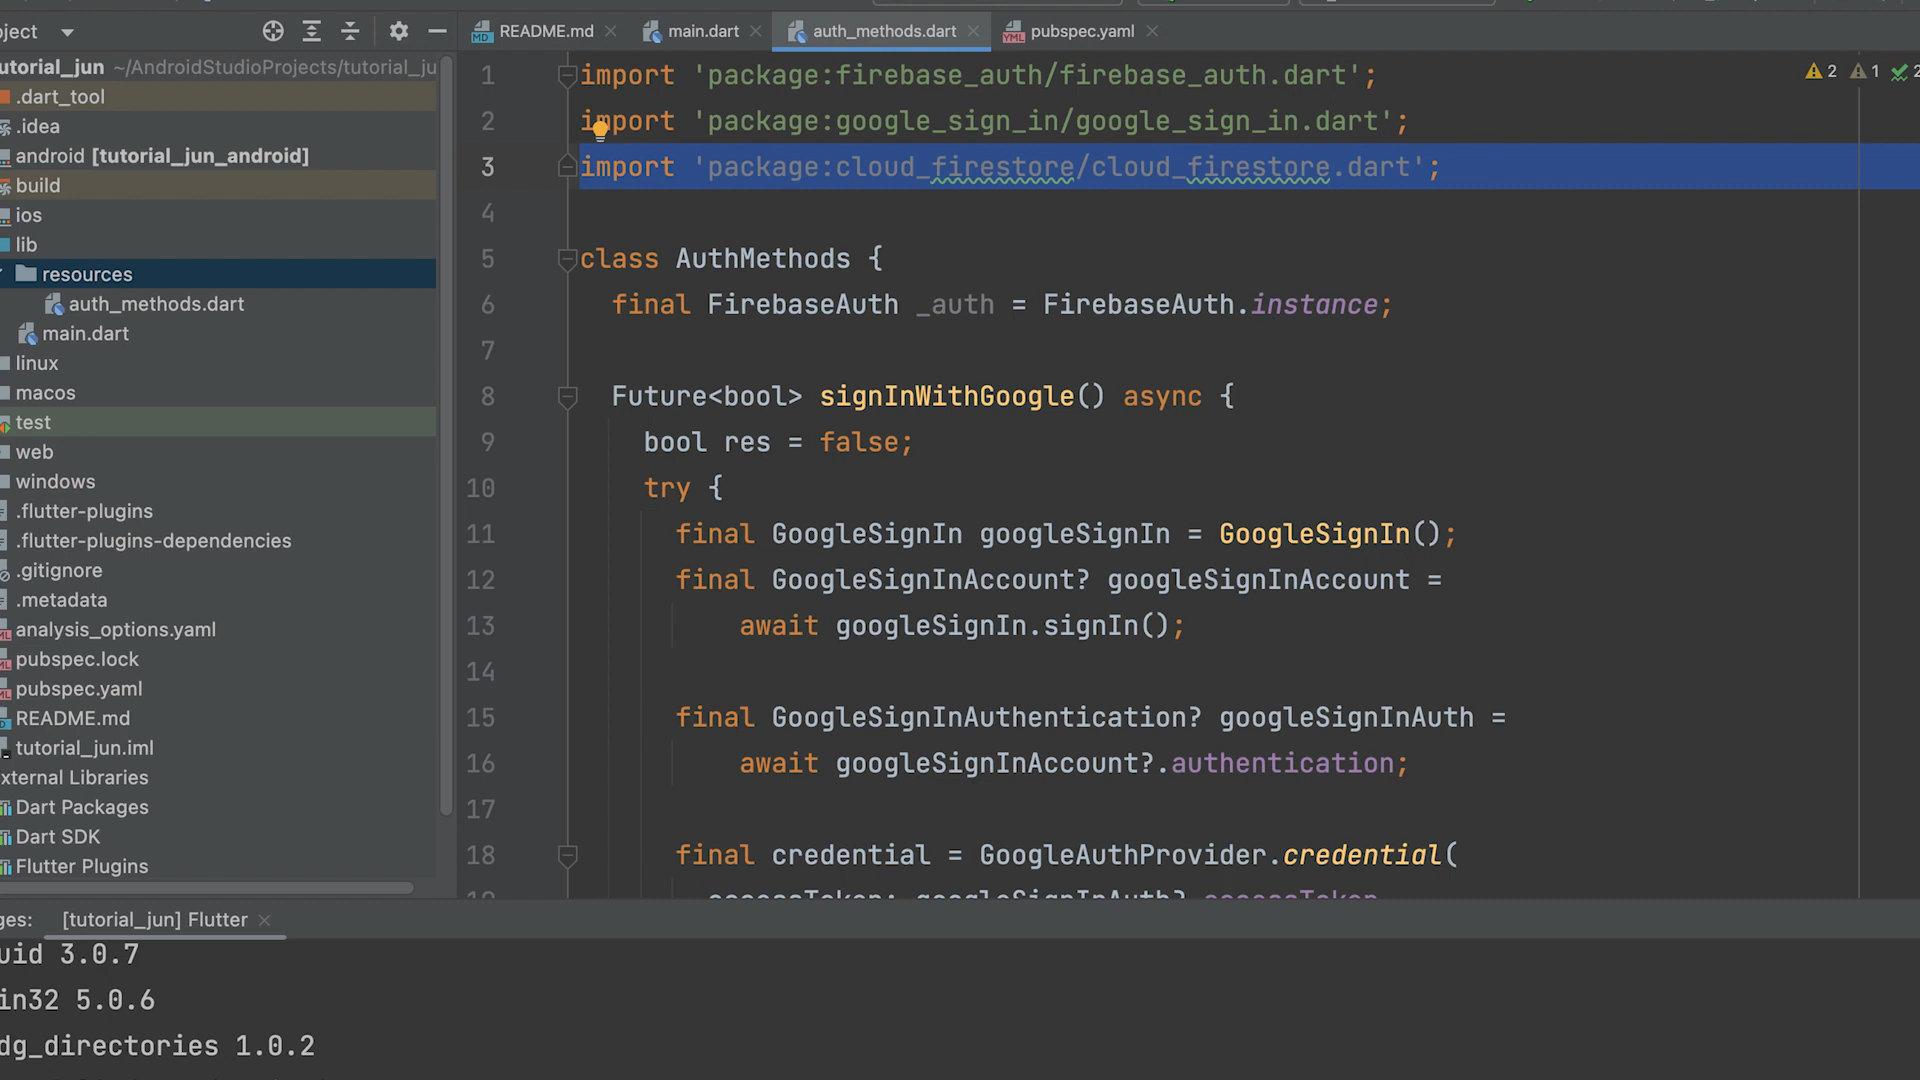 ject
README.md
main.dart
auth_methods.dart
pubspec.yaml
utorial_jun ~/AndroidStudioProjects/tutorial_ju
.dart_tool
.idea
android [tutorial_jun_android]
build
ios
lib
resources
auth_methods.dart
main.dart
linux
macos
test
web
windows
.flutter-plugins
.flutter-plugins-dependencies
.gitignore
.metadata
analysis_options.yaml
pubspec.lock
pubspec.yaml
README.md
tutorial_jun.iml
xternal Libraries
Dart Packages
Dart SDK
Flutter Plugins
2 1 2
1 import 'package:firebase_auth/firebase_auth.dart';
2 import 'package:google_sign_in/google_sign_in.dart';
3 import 'package:cloud_firestore/cloud_firestore.dart';
4
5 class AuthMethods {
6 final FirebaseAuth _auth = FirebaseAuth.instance;
7
8 Future<bool> signInWithGoogle() async {
9 bool res = false;
10 try {
11 final GoogleSignIn googleSignIn = GoogleSignIn();
12 final GoogleSignInAccount? googleSignInAccount =
13 await googleSignIn.signIn();
14
15 final GoogleSignInAuthentication? googleSignInAuth =
16 await googleSignInAccount?.authentication;
17
18 final credential = GoogleAuthProvider.credential(
accessToken: googleSignInAuth?.accessToken
ges: [tutorial_jun] Flutter
uid 3.0.7
in32 5.0.6
dg_directories 1.0.2